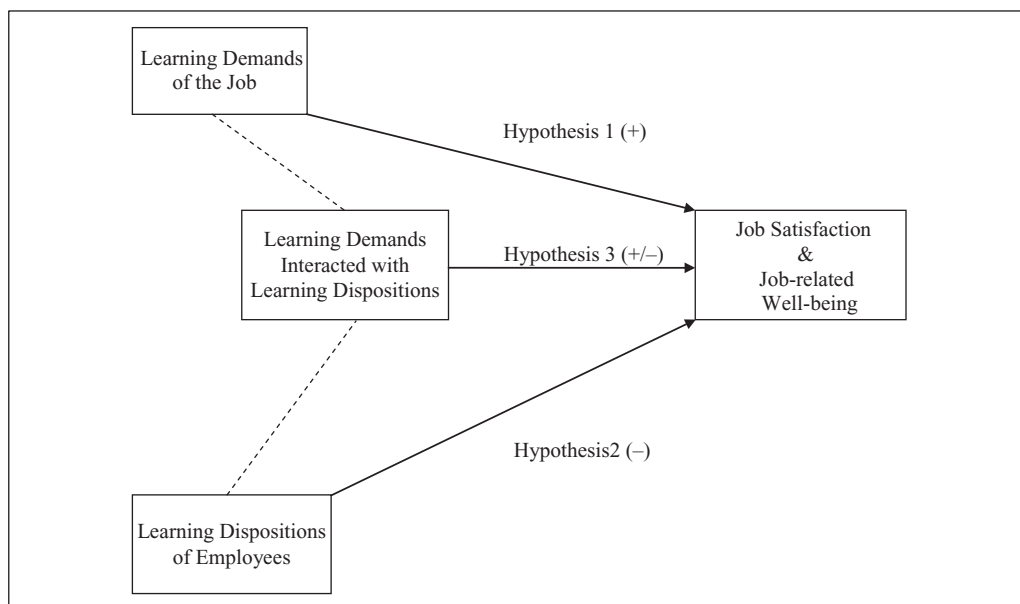 Learning Demands
of the Job
Hypothesis 1 (+)
Learning Demands
Interacted with
Learning Dispositions
Hypothesis 3 (+/–)
Job Satisfaction
&
Job-related
Well-being
Hypothesis2 (–)
Learning Dispositions
of Employees